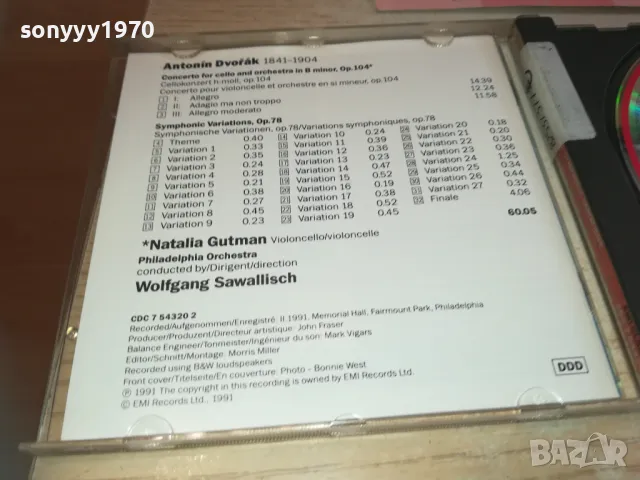 sonyyy1970
Antonín Dvořák 1841–1904
Concerto for cello and orchestra in B minor, Op.104*
Cellokonzert h-moll, op.104
Concerto pour violoncelle et orchestre en si mineur, op.104
1 I: Allegro 14.39
2 II: Adagio ma non troppo 12.24
3 III: Allegro moderato 11.58
Symphonic Variations, Op.78
Symphonische Variationen, op.78/Variations symphoniques, op.78
4 Theme 0.40
5 Variation 1 0.33
6 Variation 2 0.35
7 Variation 3 0.24
8 Variation 4 0.28
9 Variation 5 0.21
10 Variation 6 0.38
11 Variation 7 0.27
12 Variation 8 0.45
13 Variation 9 0.23
14 Variation 10 0.24
15 Variation 11 0.39
16 Variation 12 0.36
17 Variation 13 0.23
18 Variation 14 0.47
19 Variation 15 0.52
20 Variation 16 0.19
21 Variation 17 0.38
22 Variation 18 0.52
23 Variation 19 0.45
24 Variation 20 0.18
25 Variation 21 0.20
26 Variation 22 0.30
27 Variation 23 0.36
28 Variation 24 1.25
29 Variation 25 0.34
30 Variation 26 0.44
31 Variation 27 0.32
32 Finale 4.06
60.05
*Natalia Gutman Violoncello/violoncelle
Philadelphia Orchestra
conducted by/Dirigent/direction
Wolfgang Sawallisch
CDC 7 54320 2
Recorded/Aufgenommen/Enregistré: II.1991, Memorial Hall, Fairmount Park, Philadelphia.
Producer/Produzent/Directeur artistique: John Fraser
Balance Engineer/Tonmeister/Ingénieur du son: Mark Vigars
Editor/Schnitt/Montage: Morris Miller
Recorded using B&W loudspeakers
Front cover/Titelseite/En couverture: Photo - Bonnie West
℗ 1991 The copyright in this recording is owned by EMI Records Ltd.
© EMI Records Ltd., 1991
DDD
BAZAR
bg